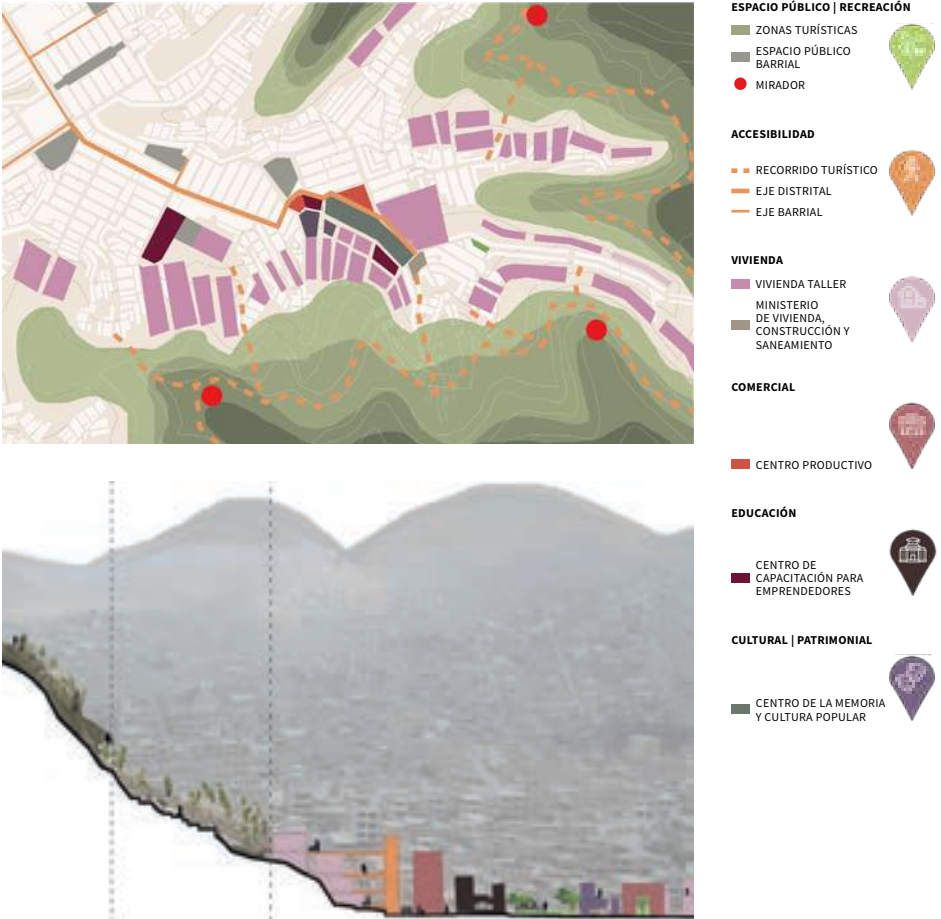 ESPACIO PÚBLICO | RECREACIÓN
ZONAS TURÍSTICAS
ESPACIO PÚBLICO
BARRIAL
MIRADOR
ACCESIBILIDAD
RECORRIDO TURÍSTICO
EJE DISTRITAL
EJE BARRIAL
VIVIENDA
VIVIENDA TALLER
MINISTERIO
DE VIVIENDA,
CONSTRUCCIÓN Y
SANEAMIENTO
COMERCIAL
CENTRO PRODUCTIVO
EDUCACIÓN
CENTRO DE
CAPACITACIÓN PARA
EMPRENDEDORES
CULTURAL | PATRIMONIAL
CENTRO DE LA MEMORIA
Y CULTURA POPULAR